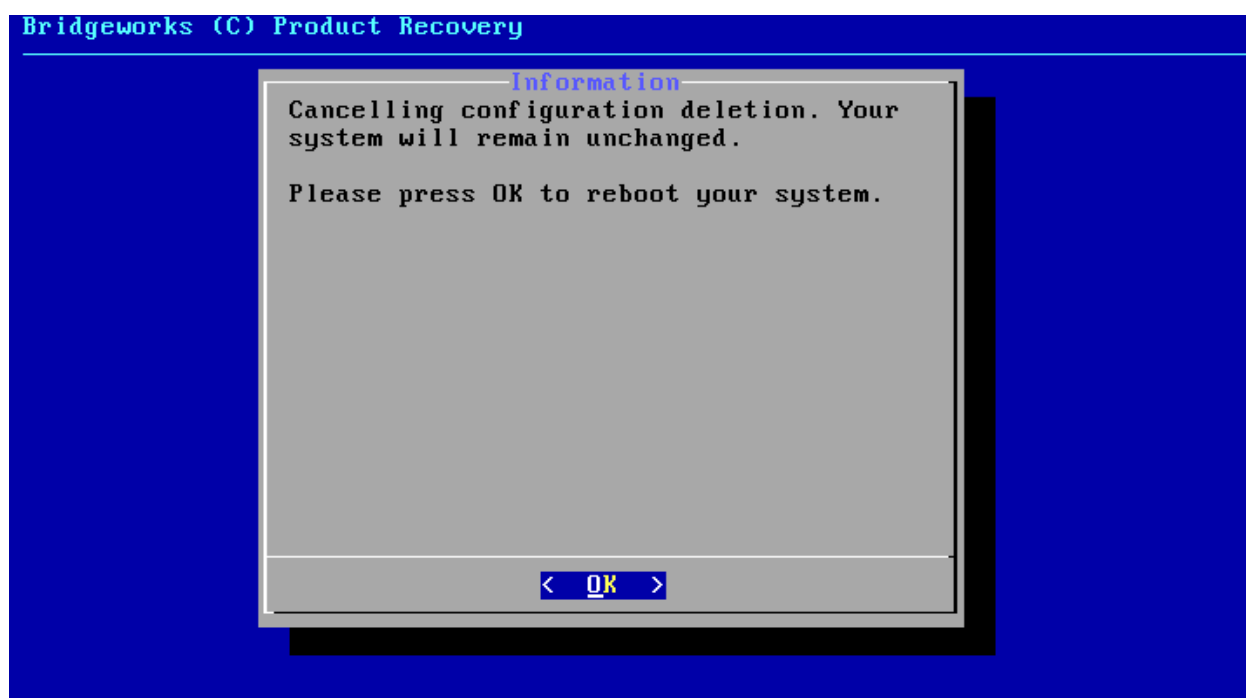 Bridgeworks (C) Product Recovery
Information
Cancelling configuration deletion. Your
system will remain unchanged.
Please press OK to reboot your system.
< OK >